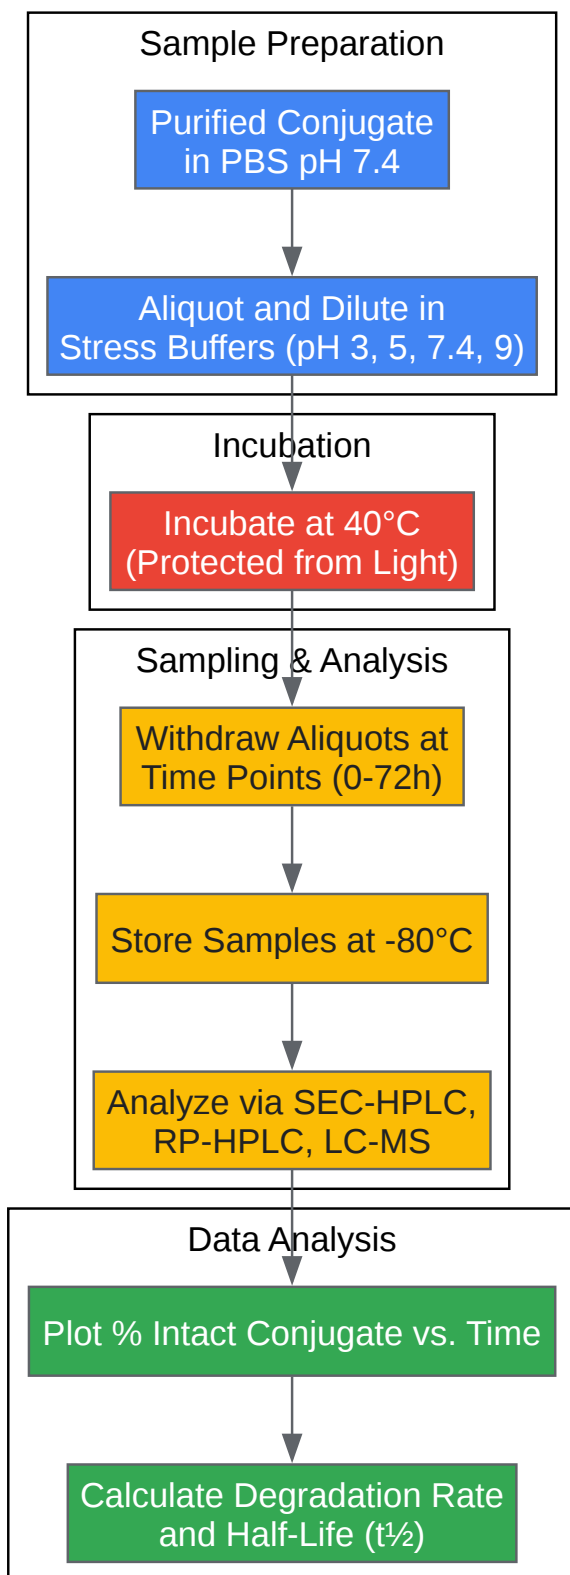 Sample Preparation
Purified Conjugate
in PBS pH 7.4
Aliquot and Dilute in
Stress Buffers (pH 3, 5, 7.4, 9)
Incubation
Incubate at 40°C
(Protected from Light)
Sampling & Analysis
Withdraw Aliquots at
Time Points (0-72h)
Store Samples at -80°C
Analyze via SEC-HPLC,
RP-HPLC, LC-MS
Data Analysis
Plot % Intact Conjugate vs. Time
Calculate Degradation Rate
and Half-Life (t½)